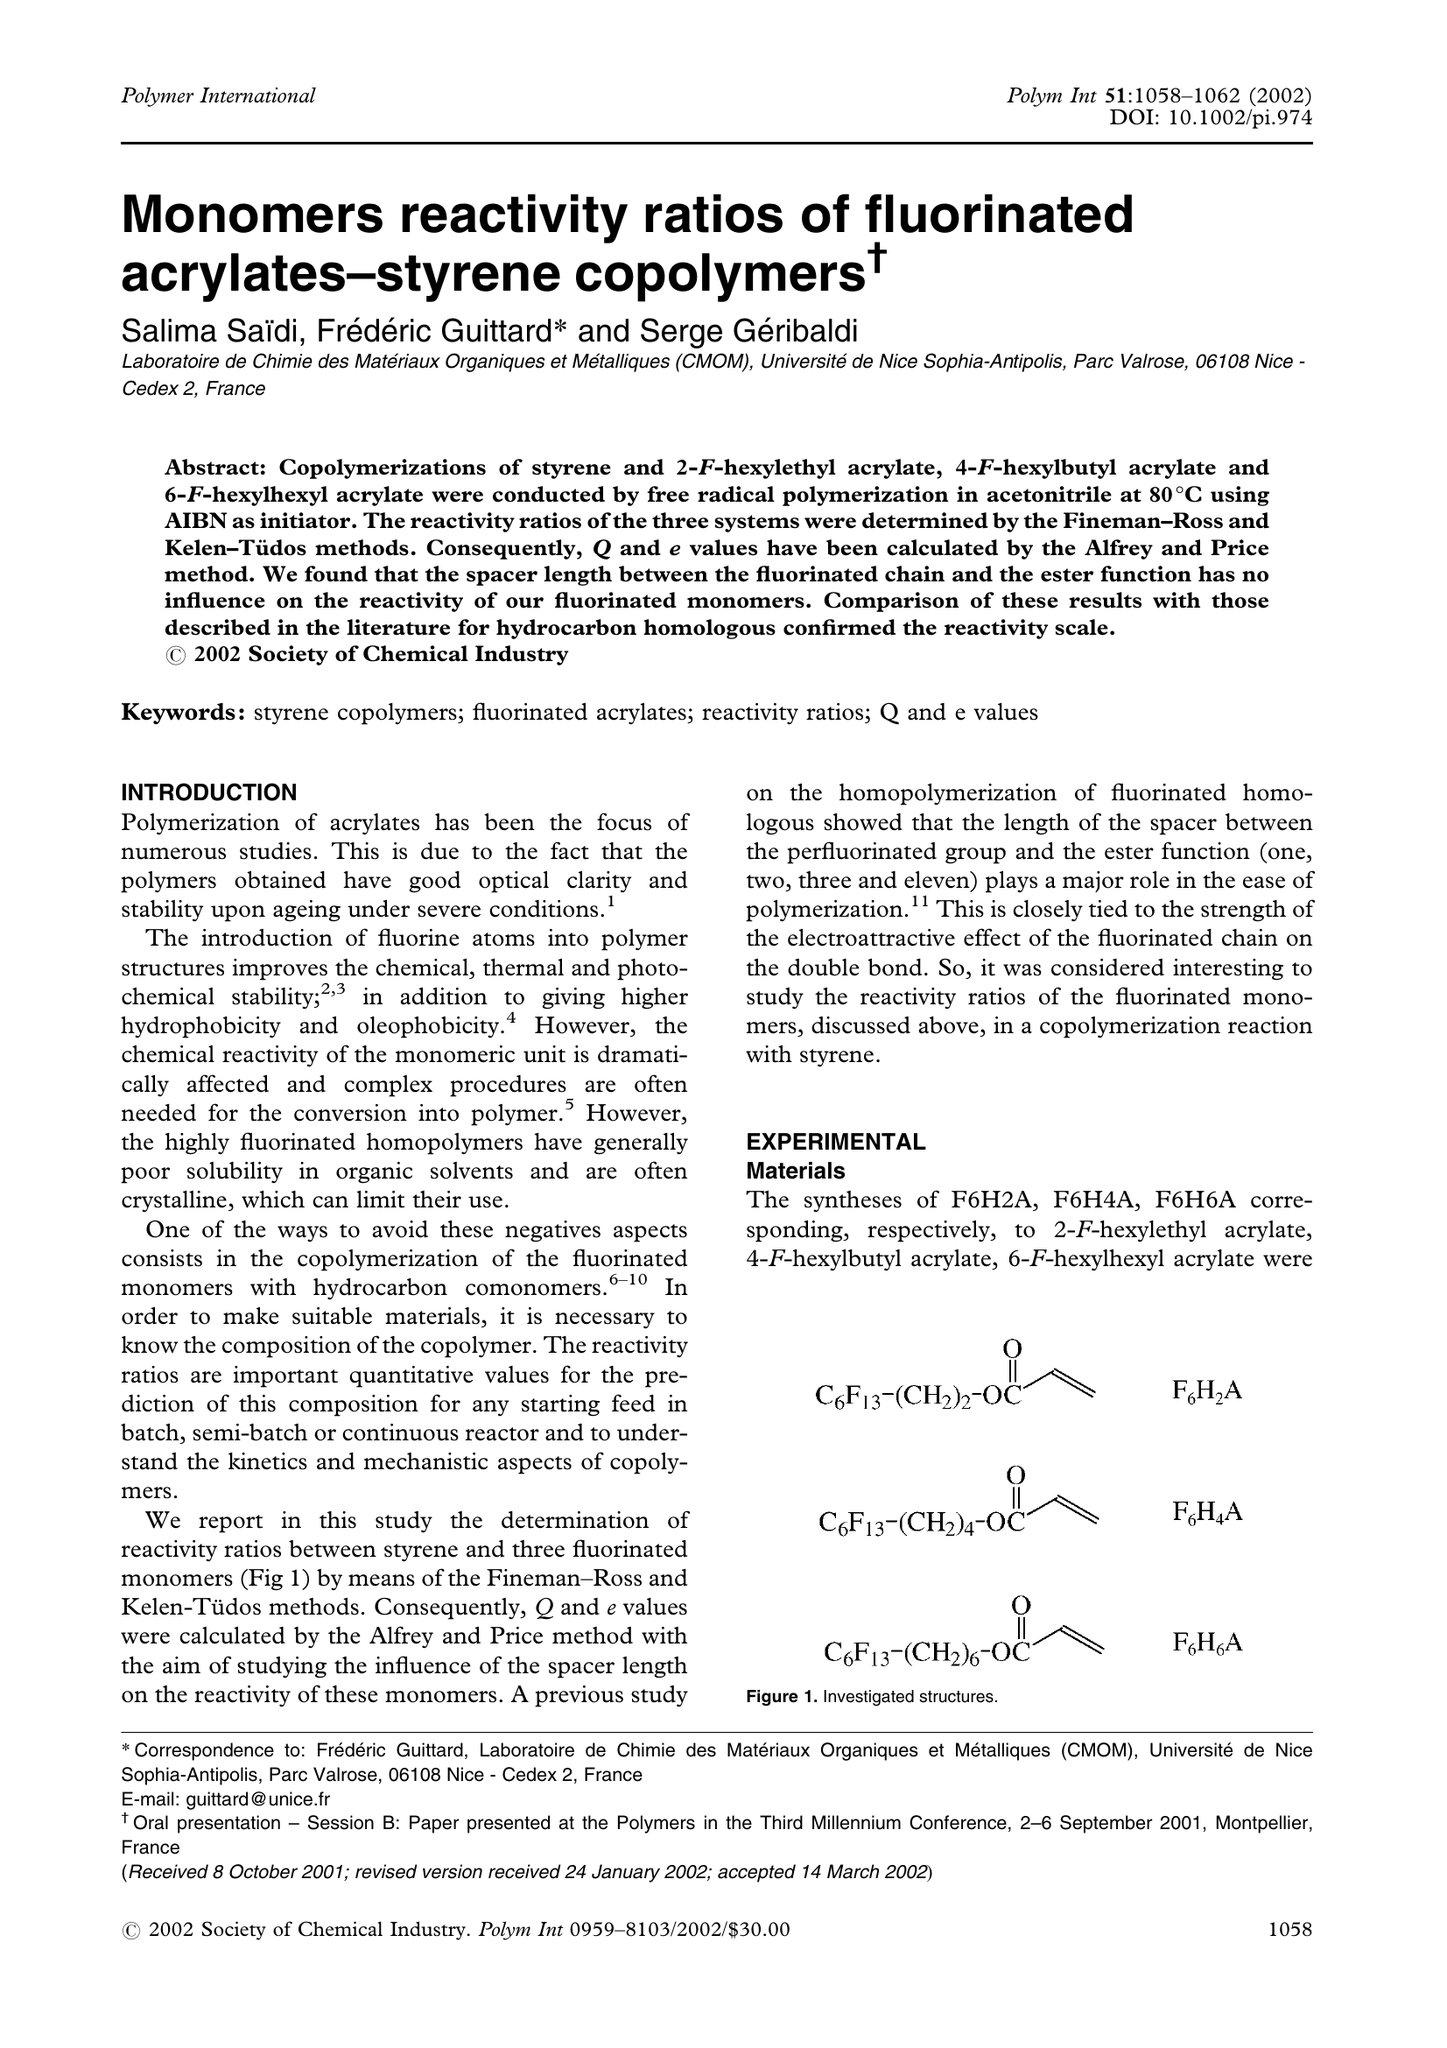 Polymer International
Polym Int 51:1058–1062 (2002)
DOI: 10.1002/pi.974
Monomers reactivity ratios of fluorinated
acrylates–styrene copolymers†
Salima Saïdi, Frédéric Guittard* and Serge Géribaldi
Laboratoire de Chimie des Matériaux Organiques et Métalliques (CMOM), Université de Nice Sophia-Antipolis, Parc Valrose, 06108 Nice -
Cedex 2, France
Abstract: Copolymerizations of styrene and 2-F-hexylethyl acrylate, 4-F-hexylbutyl acrylate and
6-F-hexylhexyl acrylate were conducted by free radical polymerization in acetonitrile at 80°C using
AIBN as initiator. The reactivity ratios of the three systems were determined by the Fineman–Ross and
Kelen–Tüdos methods. Consequently, Q and e values have been calculated by the Alfrey and Price
method. We found that the spacer length between the fluorinated chain and the ester function has no
influence on the reactivity of our fluorinated monomers. Comparison of these results with those
described in the literature for hydrocarbon homologous confirmed the reactivity scale.
© 2002 Society of Chemical Industry
Keywords: styrene copolymers; fluorinated acrylates; reactivity ratios; Q and e values
INTRODUCTION
Polymerization of acrylates has been the focus of
numerous studies. This is due to the fact that the
polymers obtained have good optical clarity and
stability upon ageing under severe conditions.1
The introduction of fluorine atoms into polymer
structures improves the chemical, thermal and photo-
chemical stability;2,3 in addition to giving higher
hydrophobicity and oleophobicity.4 However, the
chemical reactivity of the monomeric unit is dramati-
cally affected and complex procedures are often
needed for the conversion into polymer.5 However,
the highly fluorinated homopolymers have generally
poor solubility in organic solvents and are often
crystalline, which can limit their use.
One of the ways to avoid these negatives aspects
consists in the copolymerization of the fluorinated
monomers with hydrocarbon comonomers.6–10 In
order to make suitable materials, it is necessary to
know the composition of the copolymer. The reactivity
ratios are important quantitative values for the pre-
diction of this composition for any starting feed in
batch, semi-batch or continuous reactor and to under-
stand the kinetics and mechanistic aspects of copoly-
mers.
We report in this study the determination of
reactivity ratios between styrene and three fluorinated
monomers (Fig 1) by means of the Fineman–Ross and
Kelen-Tüdos methods. Consequently, Q and e values
were calculated by the Alfrey and Price method with
the aim of studying the influence of the spacer length
on the reactivity of these monomers. A previous study
on the homopolymerization of fluorinated homo-
logous showed that the length of the spacer between
the perfluorinated group and the ester function (one,
two, three and eleven) plays a major role in the ease of
polymerization.11 This is closely tied to the strength of
the electroattractive effect of the fluorinated chain on
the double bond. So, it was considered interesting to
study the reactivity ratios of the fluorinated mono-
mers, discussed above, in a copolymerization reaction
with styrene.
EXPERIMENTAL
Materials
The syntheses of F6H2A, F6H4A, F6H6A corre-
sponding, respectively, to 2-F-hexylethyl acrylate,
4-F-hexylbutyl acrylate, 6-F-hexylhexyl acrylate were
O
C6F13-(CH2)2-OC F6H2A
O
C6F13-(CH2)4-OC F6H4A
O
C6F13-(CH2)6-OC F6H6A
Figure 1. Investigated structures.
* Correspondence to: Frédéric Guittard, Laboratoire de Chimie des Matériaux Organiques et Métalliques (CMOM), Université de Nice
Sophia-Antipolis, Parc Valrose, 06108 Nice - Cedex 2, France
E-mail: guittard@unice.fr
† Oral presentation – Session B: Paper presented at the Polymers in the Third Millennium Conference, 2–6 September 2001, Montpellier,
France
(Received 8 October 2001; revised version received 24 January 2002; accepted 14 March 2002)
© 2002 Society of Chemical Industry. Polym Int 0959–8103/2002/$30.00
1058